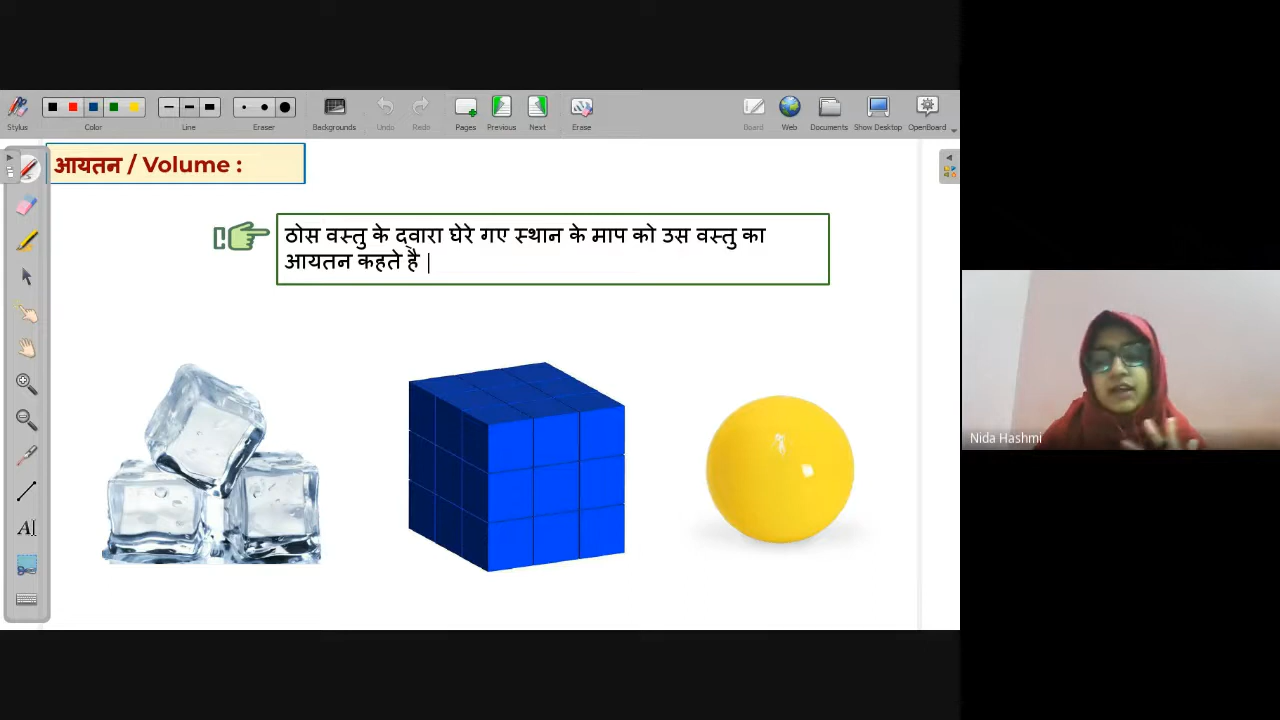 Stylus
Color
Line
Eraser
Backgrounds
Undo
Redo
Pages
Previous
Next
Erase
Board
Web
Documents
Show Desktop
OpenBoard
आयतन / Volume :
ठोस वस्तु के द्वारा घेरे गए स्थान के माप को उस वस्तु का
आयतन कहते है |
Nida Hashmi